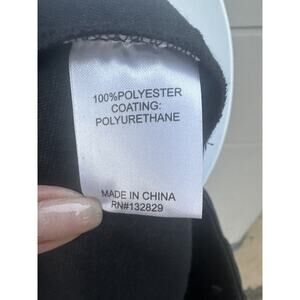 100%POLYESTER
COATING:
POLYURETHANE
MADE IN CHINA
RN#132829